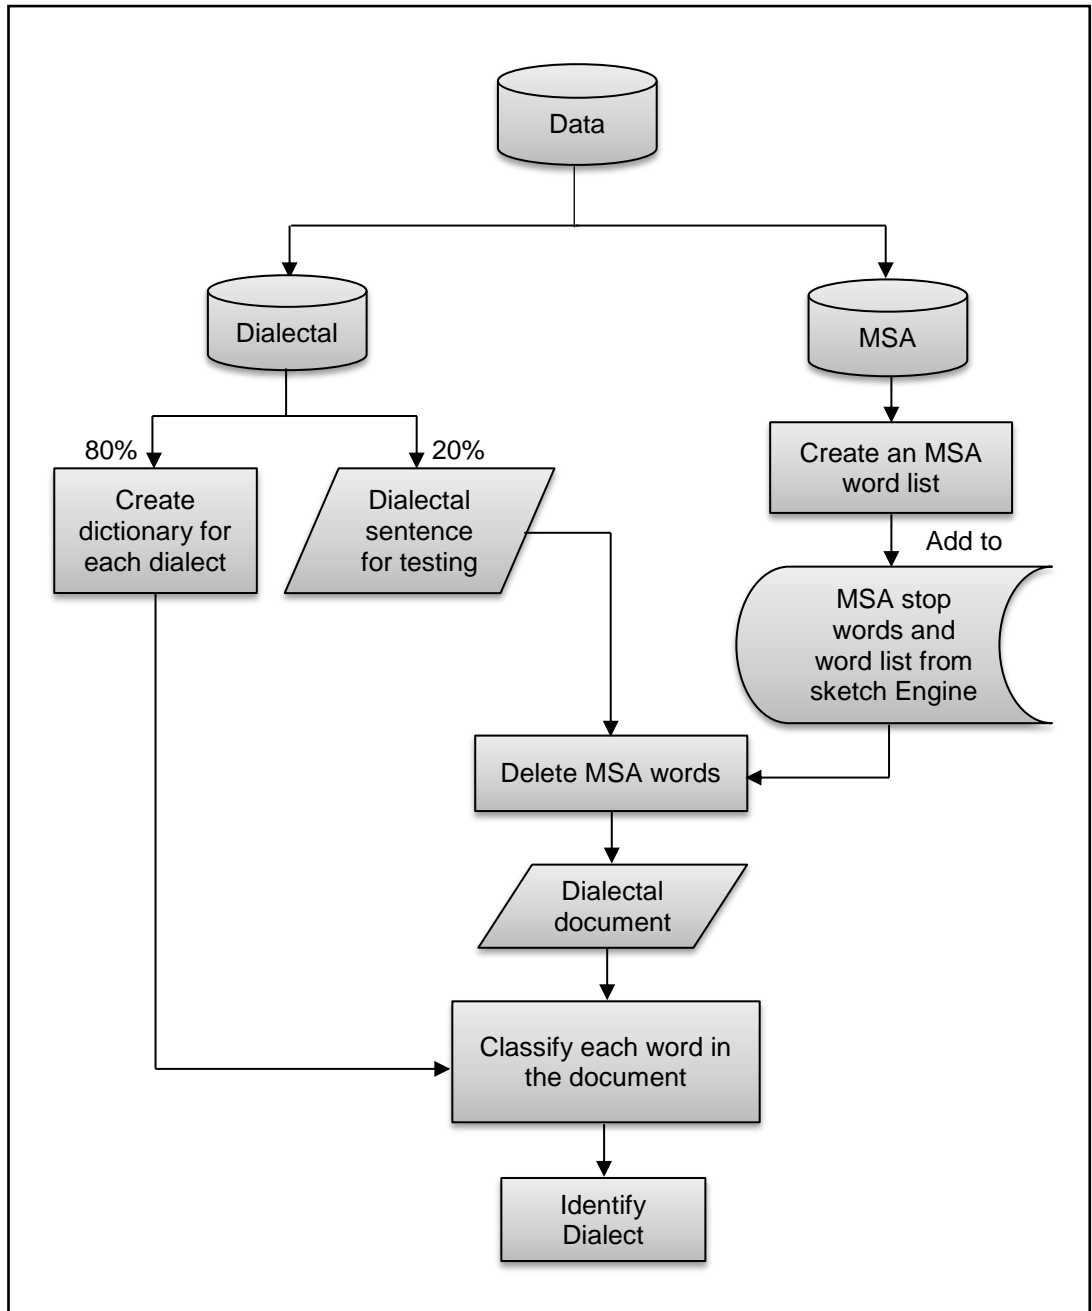 Data
Dialectal
MSA
80%
20%
Create
dictionary for
each dialect
Dialectal
sentence
for testing
Create an MSA
word list
Add to
MSA stop
words and
word list from
sketch Engine
Delete MSA words
Dialectal
document
Classify each word in
the document
Identify
Dialect